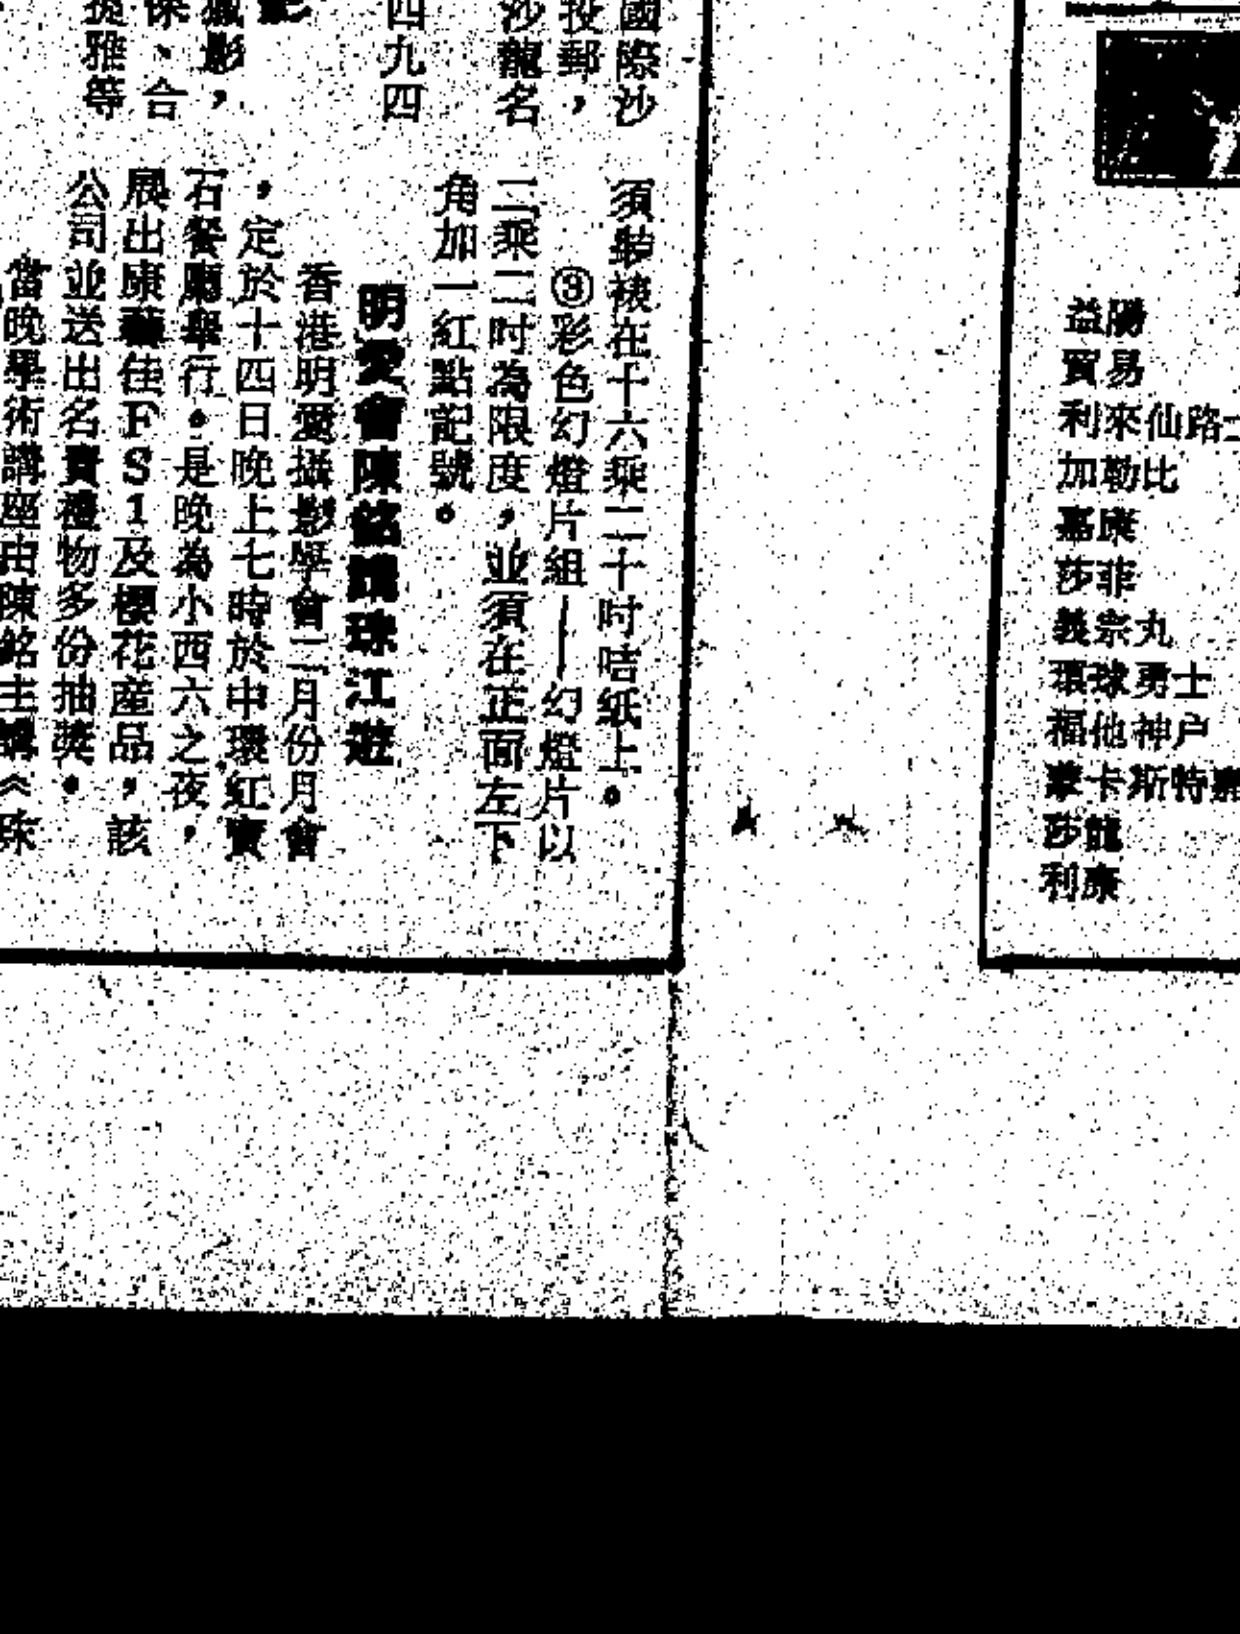 國際沙
投郵，
沙龍名
四九四
影，
、合
雅等
須裝裱在十六乘二十吋咭紙上。
③彩色幻燈片組——幻燈片以
二乘二吋為限度，並須在正面左下
角加一紅點記號。
明愛會陳銘講珠江遊
香港明愛攝影學會三月份月會
，定於十四日晚上七時於中環紅寶
石餐廳舉行。是晚為小西六之夜，
展出康藝佳FS1及櫻花產品，該
公司並送出名貴禮物多份抽獎。
當晚學術講座由陳銘主講《珠
益勝
貿易
利來仙路士
加勒比
嘉康
莎菲
義宗丸
環球勇士
福他神户
蒙卡斯特嘉
莎龍
利康